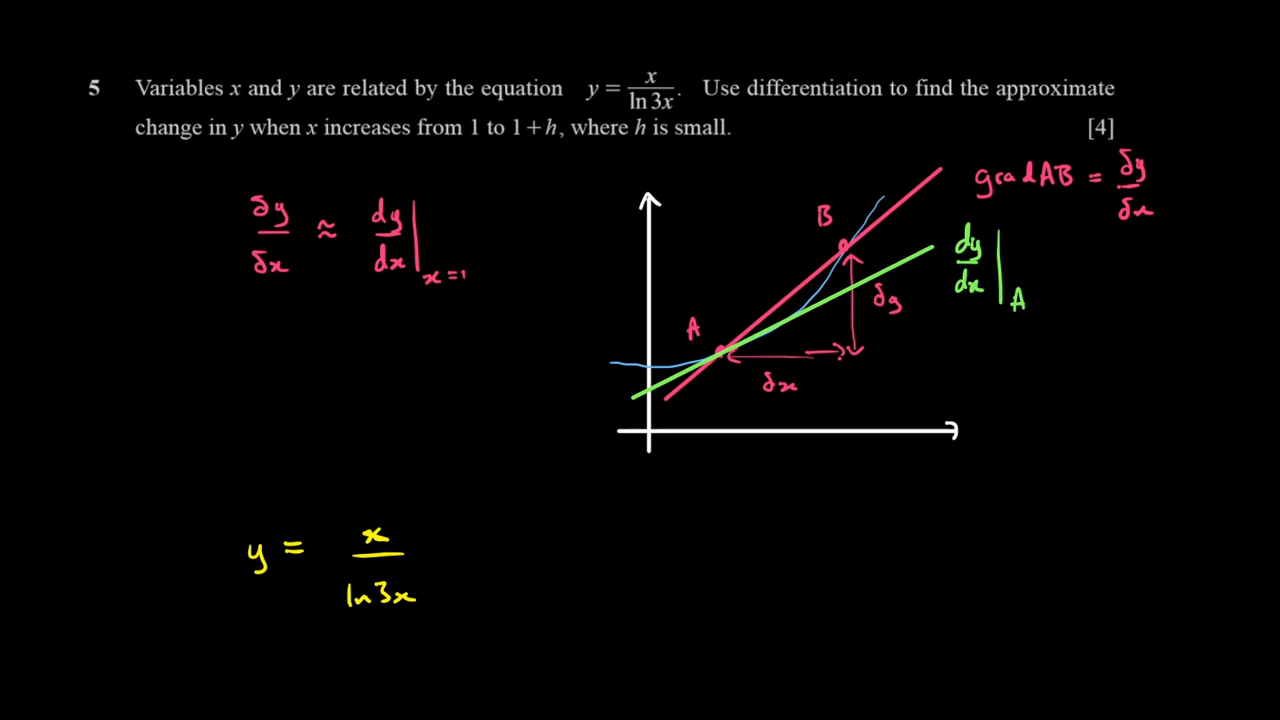 5 Variables x and y are related by the equation y = x/ln 3x. Use differentiation to find the approximate
change in y when x increases from 1 to 1 + h, where h is small. [4]
δy/δx ≈ dy/dx |x=1
grad AB = δy/δx
B
dy/dx |A
δy
A
δx
y = x/ln3x